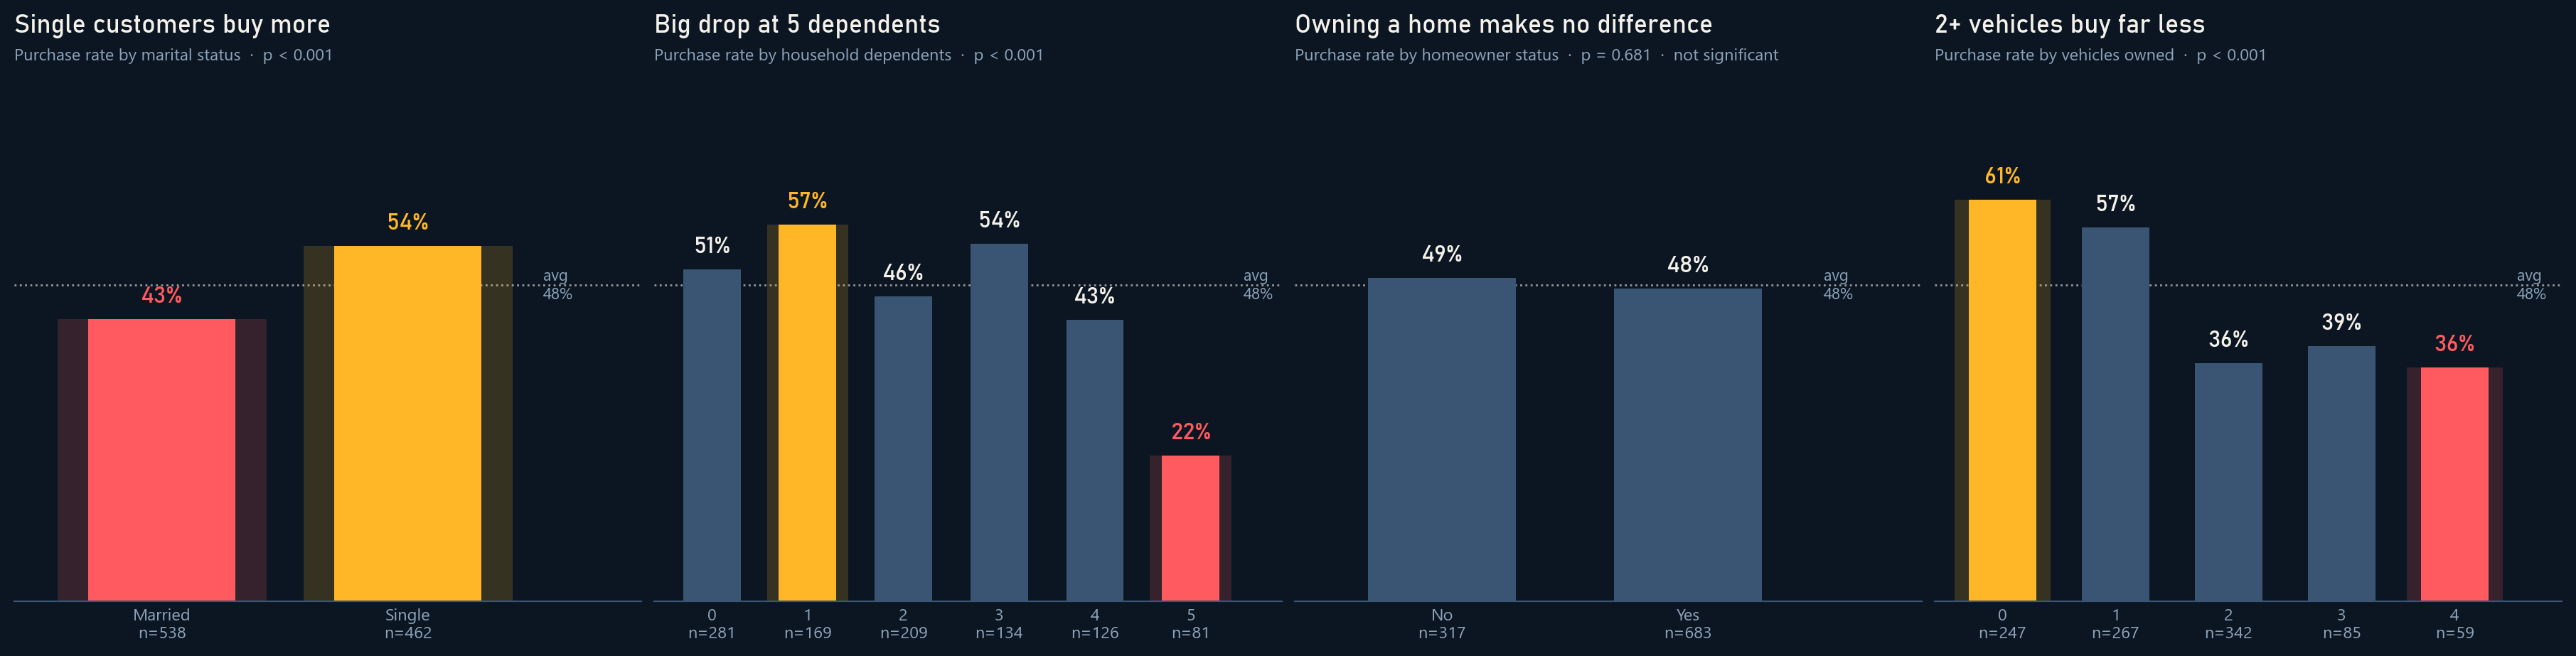 Single customers buy more
Purchase rate by marital status · p < 0.001
54%
43%
avg
48%
Married
n=538
Single
n=462
Big drop at 5 dependents
Purchase rate by household dependents · p < 0.001
51%
57%
46%
54%
43%
22%
avg
48%
0
n=281
1
n=169
2
n=209
3
n=134
4
n=126
5
n=81
Owning a home makes no difference
Purchase rate by homeowner status · p = 0.681 · not significant
49%
48%
avg
48%
No
n=317
Yes
n=683
2+ vehicles buy far less
Purchase rate by vehicles owned · p < 0.001
61%
57%
36%
39%
36%
avg
48%
0
n=247
1
n=267
2
n=342
3
n=85
4
n=59